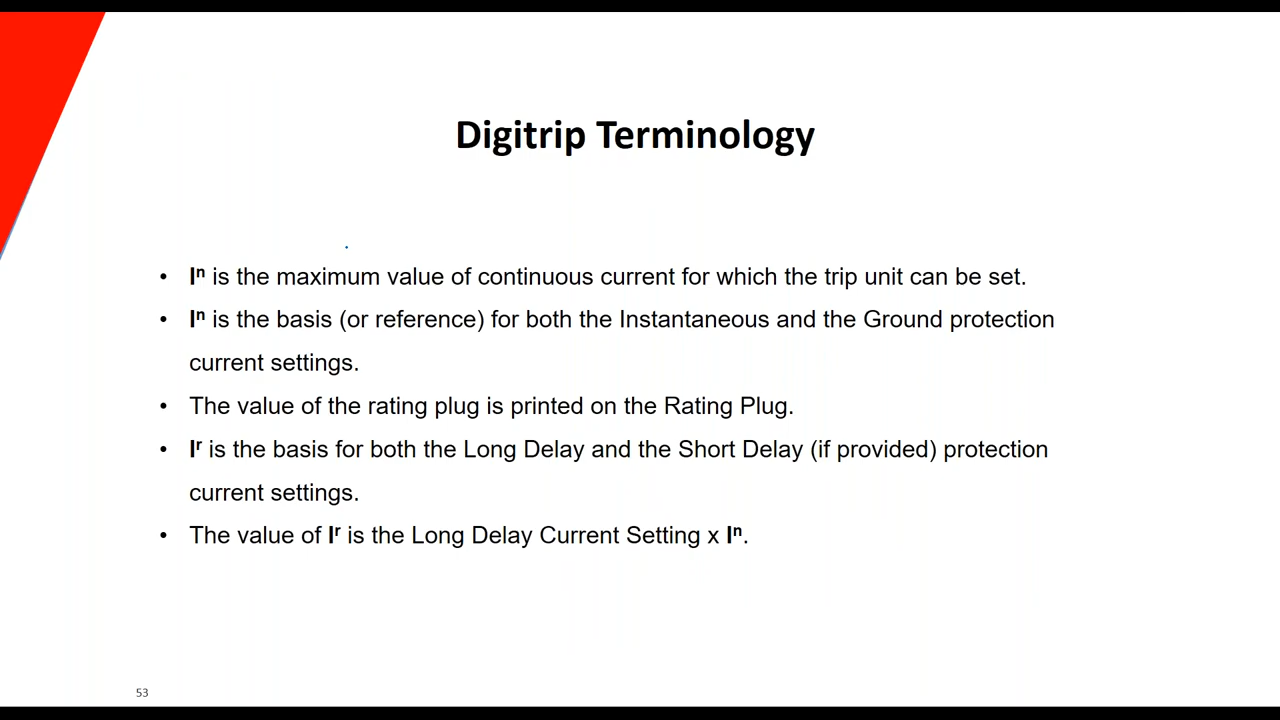 Digitrip Terminology
• Iⁿ is the maximum value of continuous current for which the trip unit can be set.
• Iⁿ is the basis (or reference) for both the Instantaneous and the Ground protection
current settings.
• The value of the rating plug is printed on the Rating Plug.
• Iʳ is the basis for both the Long Delay and the Short Delay (if provided) protection
current settings.
• The value of Iʳ is the Long Delay Current Setting x Iⁿ.
53